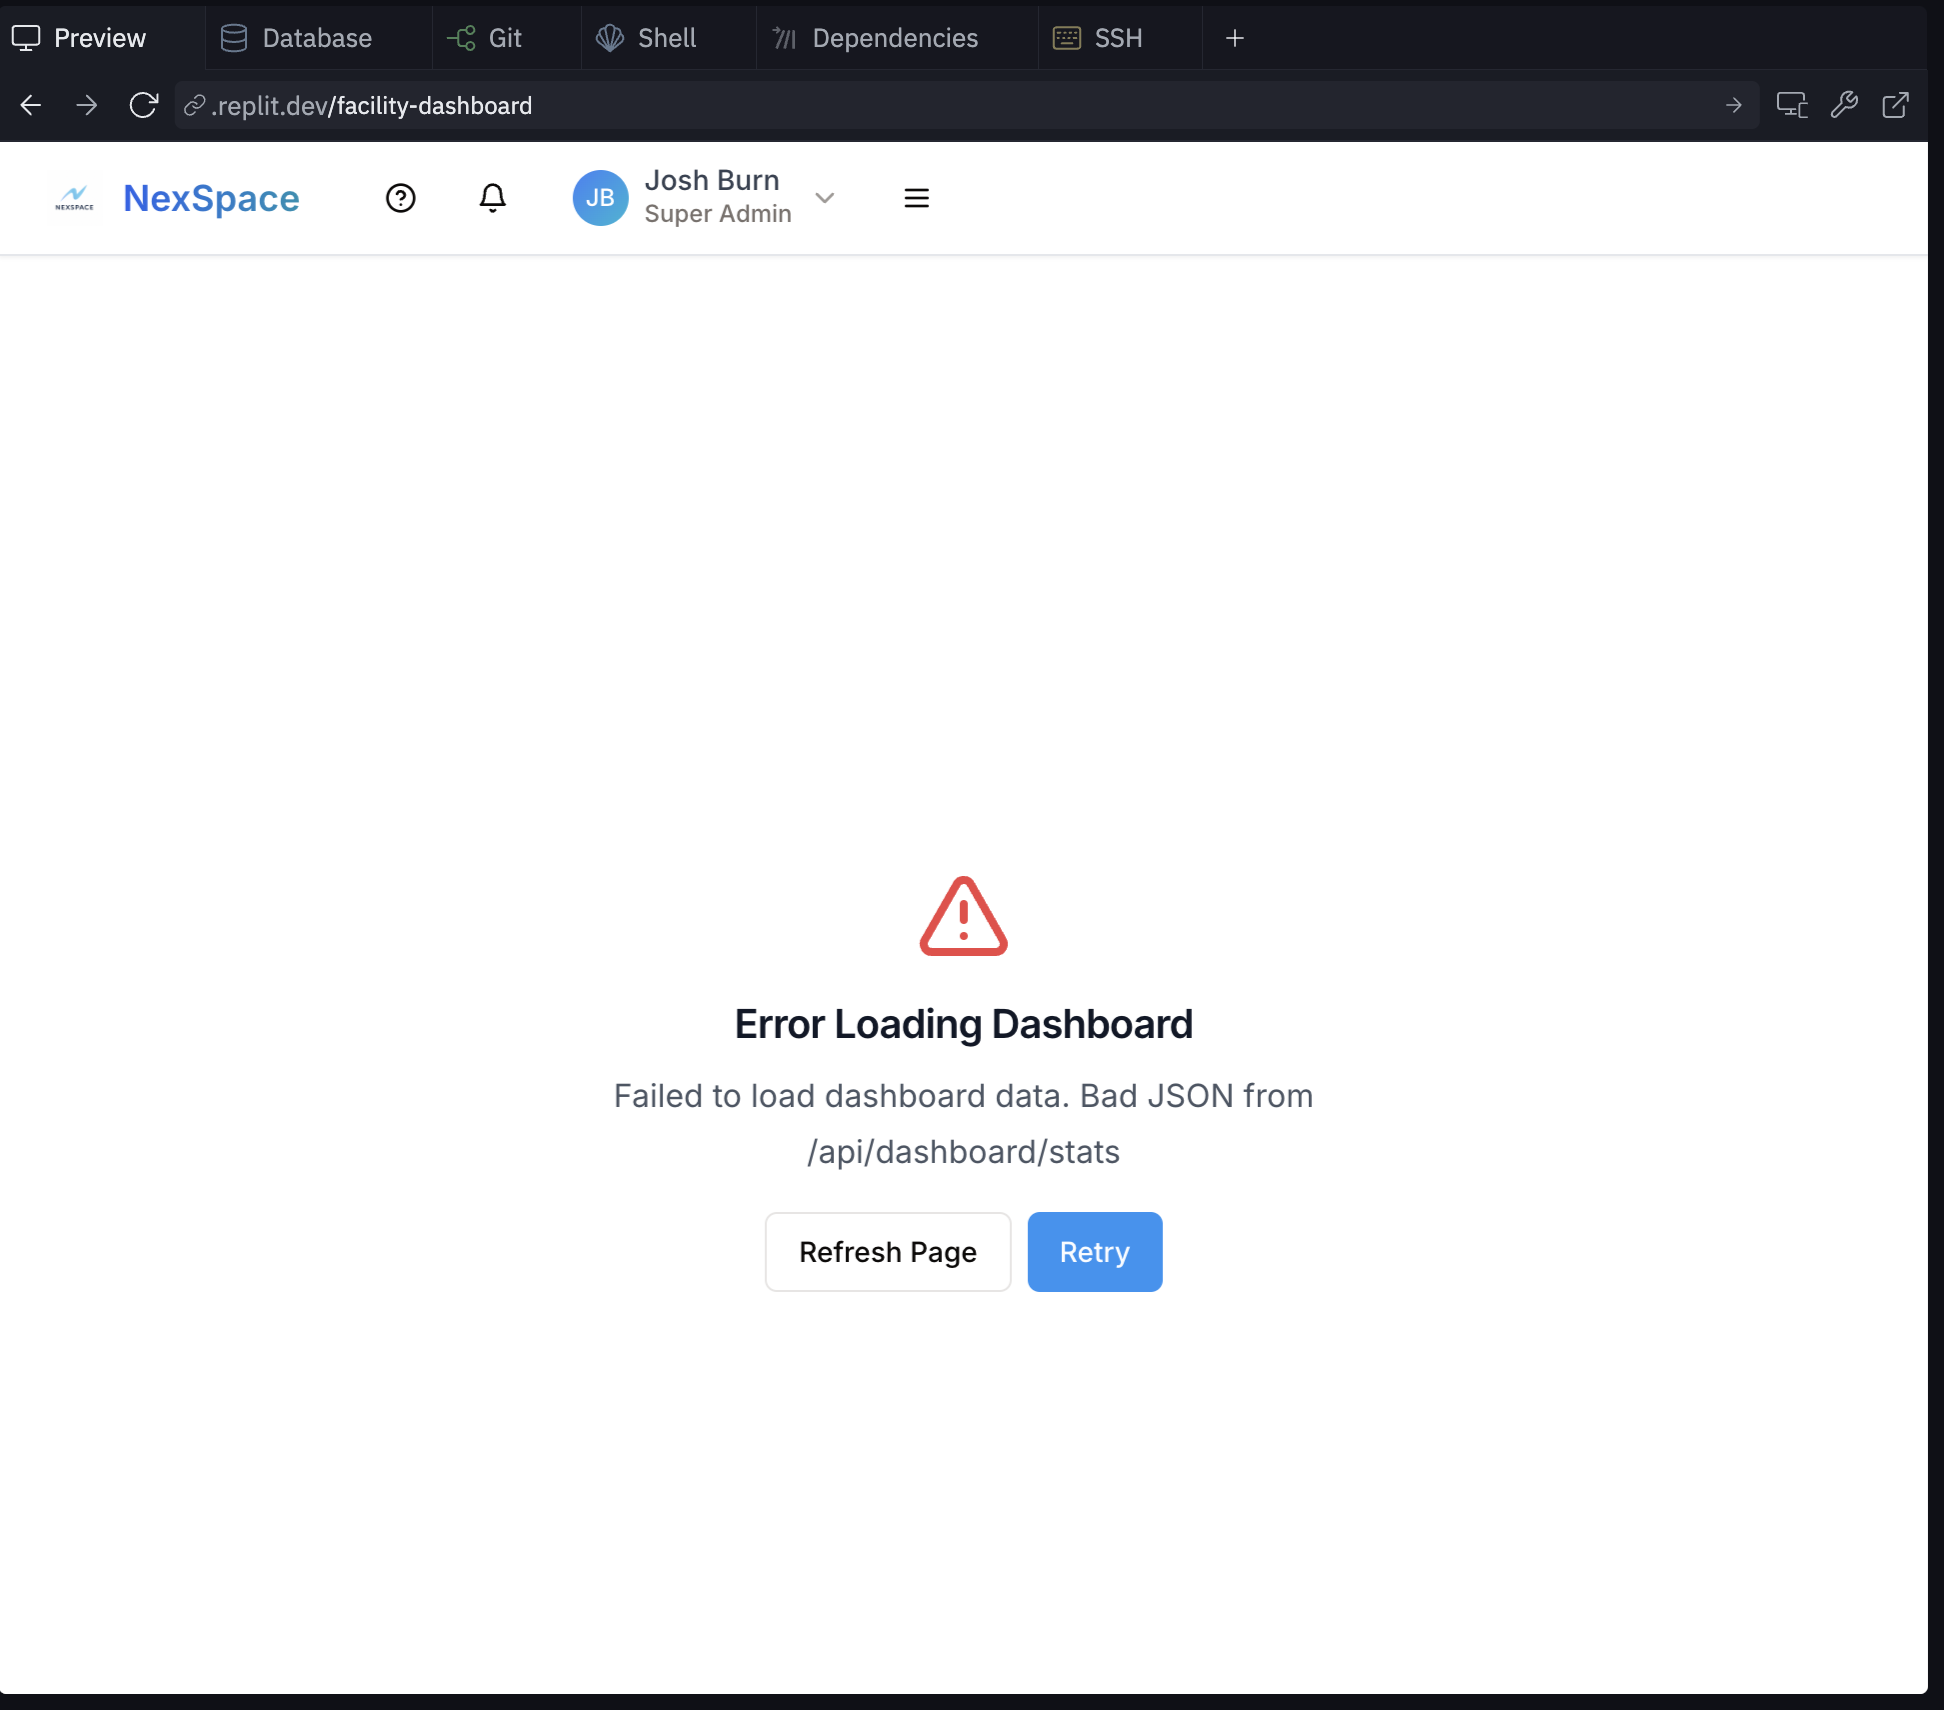 Preview
Database
Git
Shell
Dependencies
SSH
.replit.dev/facility-dashboard
NEXSPACE
NexSpace
JB
Josh Burn
Super Admin
Error Loading Dashboard
Failed to load dashboard data. Bad JSON from
/api/dashboard/stats
Refresh Page
Retry